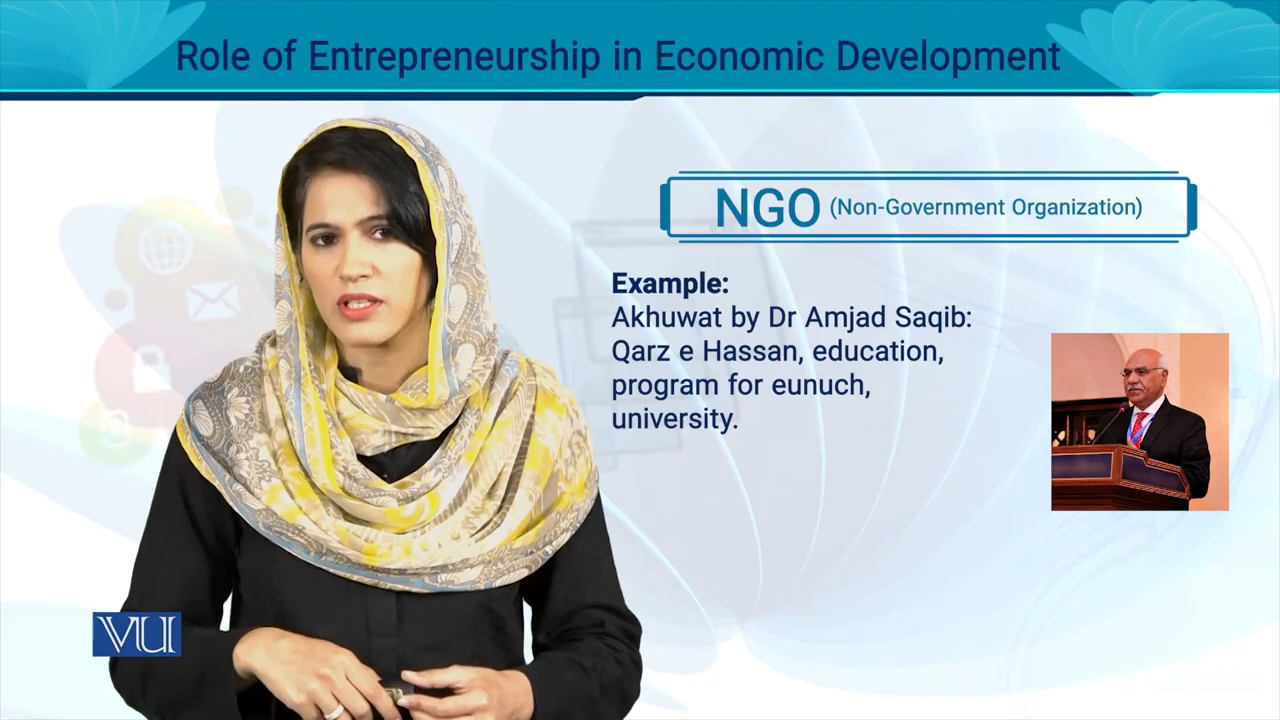 Role of Entrepreneurship in Economic Development
NGO (Non-Government Organization)
Example:
Akhuwat by Dr Amjad Saqib:
Qarz e Hassan, education,
program for eunuch,
university.
VU